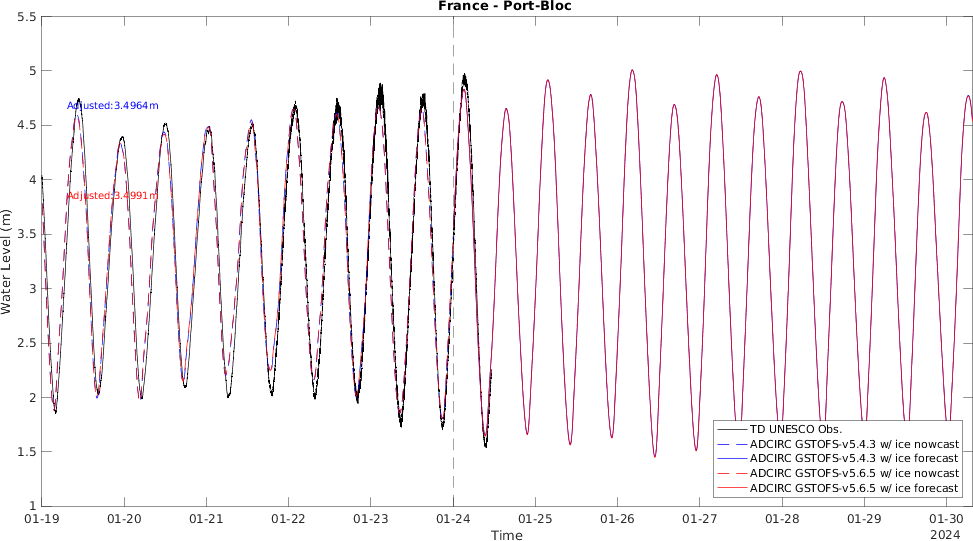 France - Port-Bloc
5.5
5
4.5
4
3.5
3
2.5
2
1.5
1
Water Level (m)
Adjusted:3.4964m
Adjusted:3.4991m
TD UNESCO Obs.
ADCIRC GSTOFS-v5.4.3 w/ ice nowcast
ADCIRC GSTOFS-v5.4.3 w/ ice forecast
ADCIRC GSTOFS-v5.6.5 w/ ice nowcast
ADCIRC GSTOFS-v5.6.5 w/ ice forecast
01-19 01-20 01-21 01-22 01-23 01-24 01-25 01-26 01-27 01-28 01-29 01-30
Time
2024